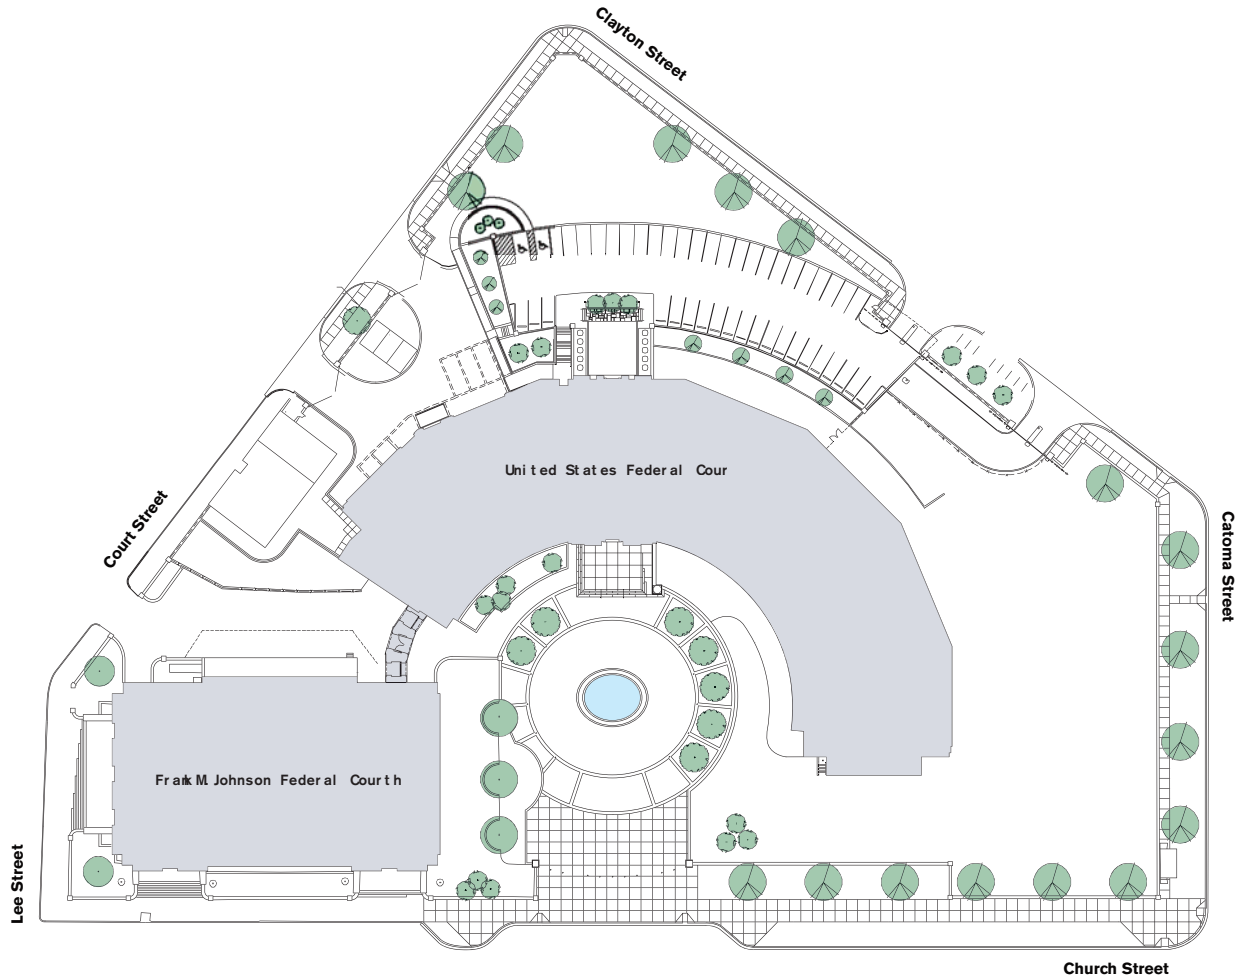 Clayton Street
United States Federal Cour
Court Street
Catoma Street
Frank M. Johnson Federal Courth
Lee Street
Church Street